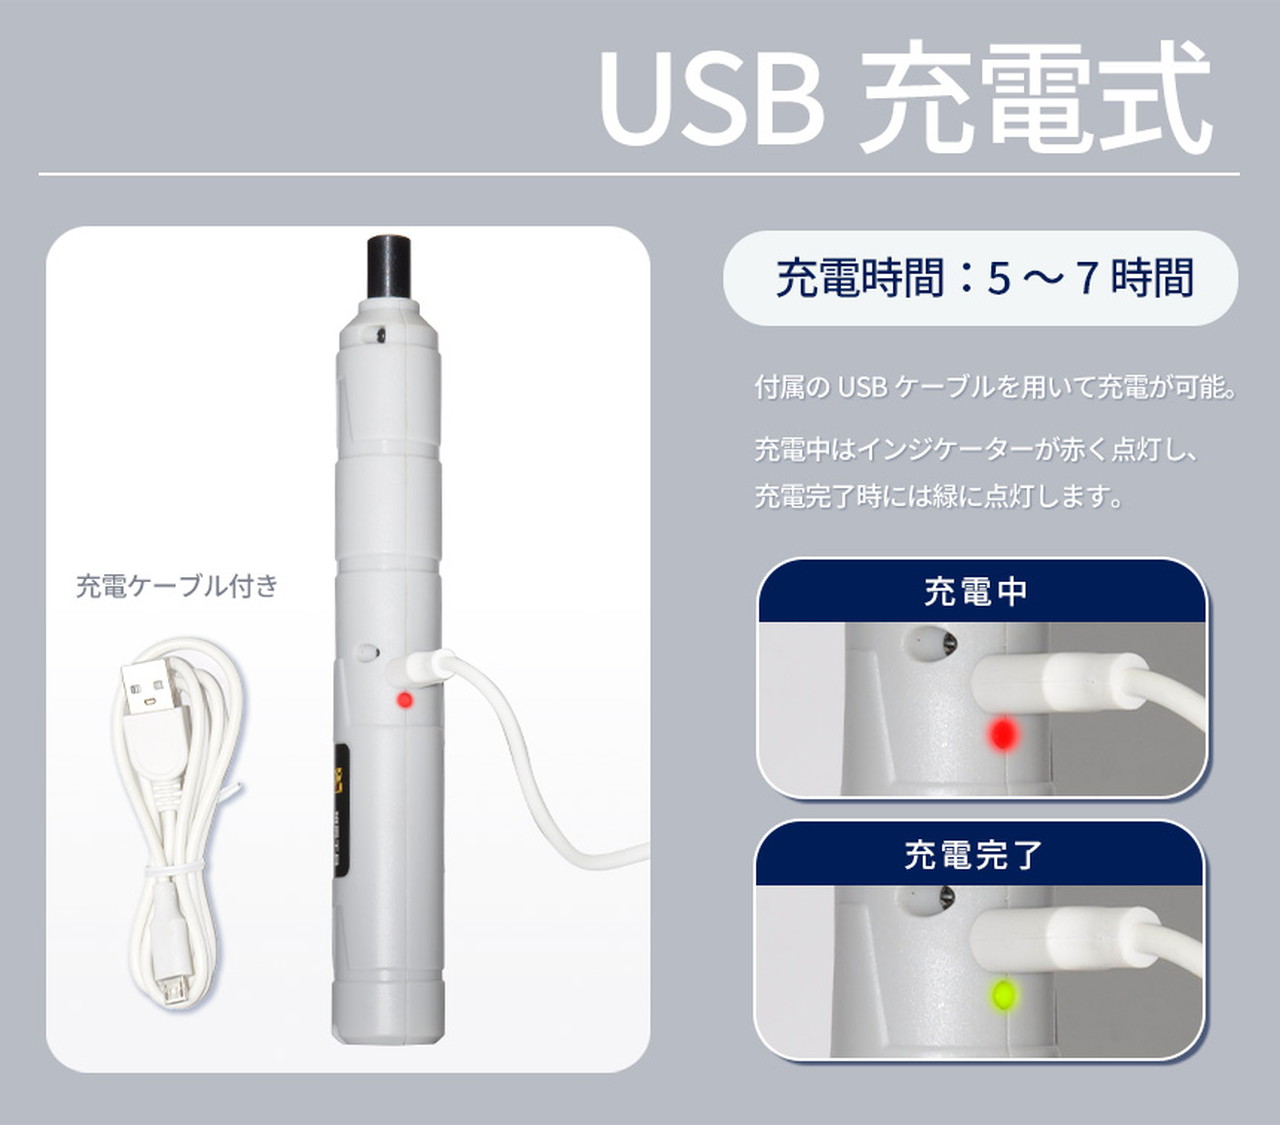 USB 充電式
充電時間：5 〜 7 時間
付属の USB ケーブルを用いて充電が可能。
充電中はインジケーターが赤く点灯し、
充電完了時には緑に点灯します。
充電ケーブル付き
充電中
充電完了